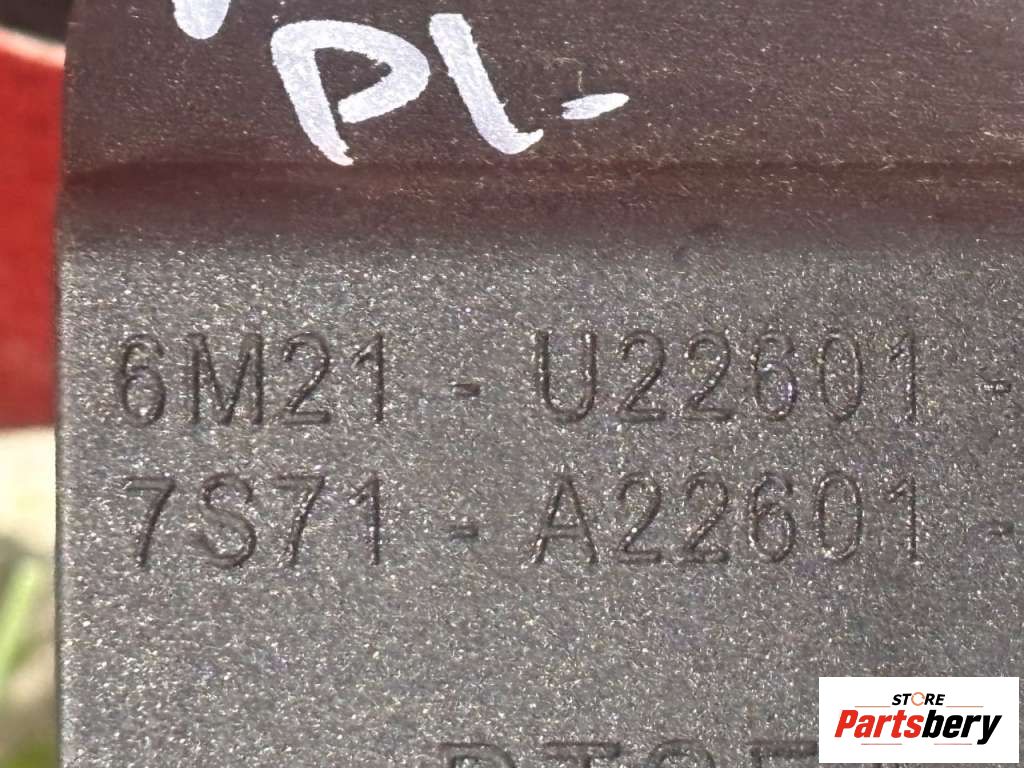 PL-
6M21 - U22601 -
7S71 - A22601 -
STORE
Partsbery